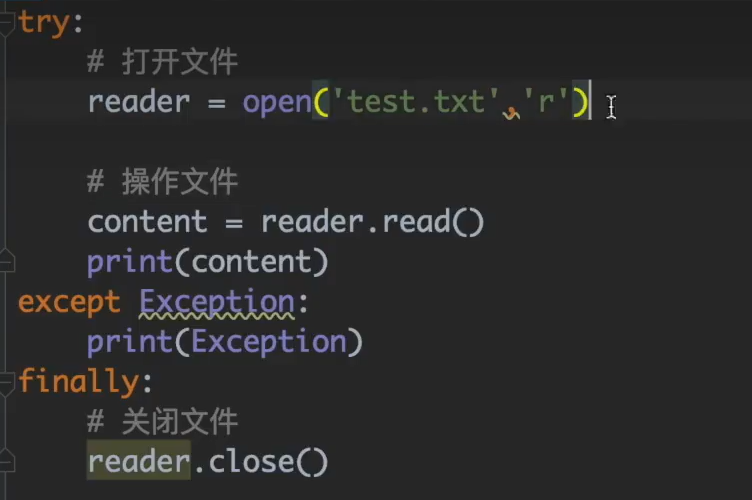 try:
# 打开文件
reader = open('test.txt','r')
# 操作文件
content = reader.read()
print(content)
except Exception:
print(Exception)
finally:
# 关闭文件
reader.close()